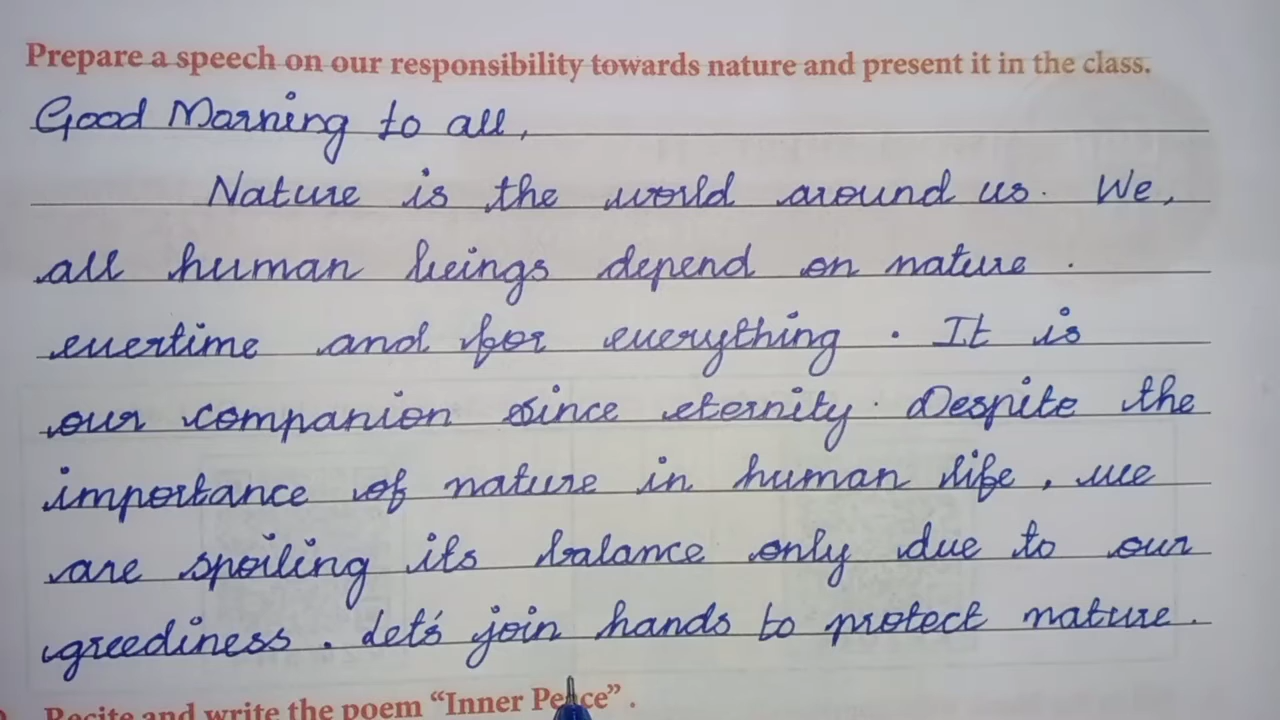 Prepare a speech on our responsibility towards nature and present it in the class.
Good Morning to all,
Nature is the world around us. We,
all human beings depend on nature .
evertime and for everything . It is
our companion since eternity. Despite the
importance of nature in human life, we
are spoiling its balance only due to our
greediness . let's join hands to protect nature.
Recite and write the poem “Inner Peace” .